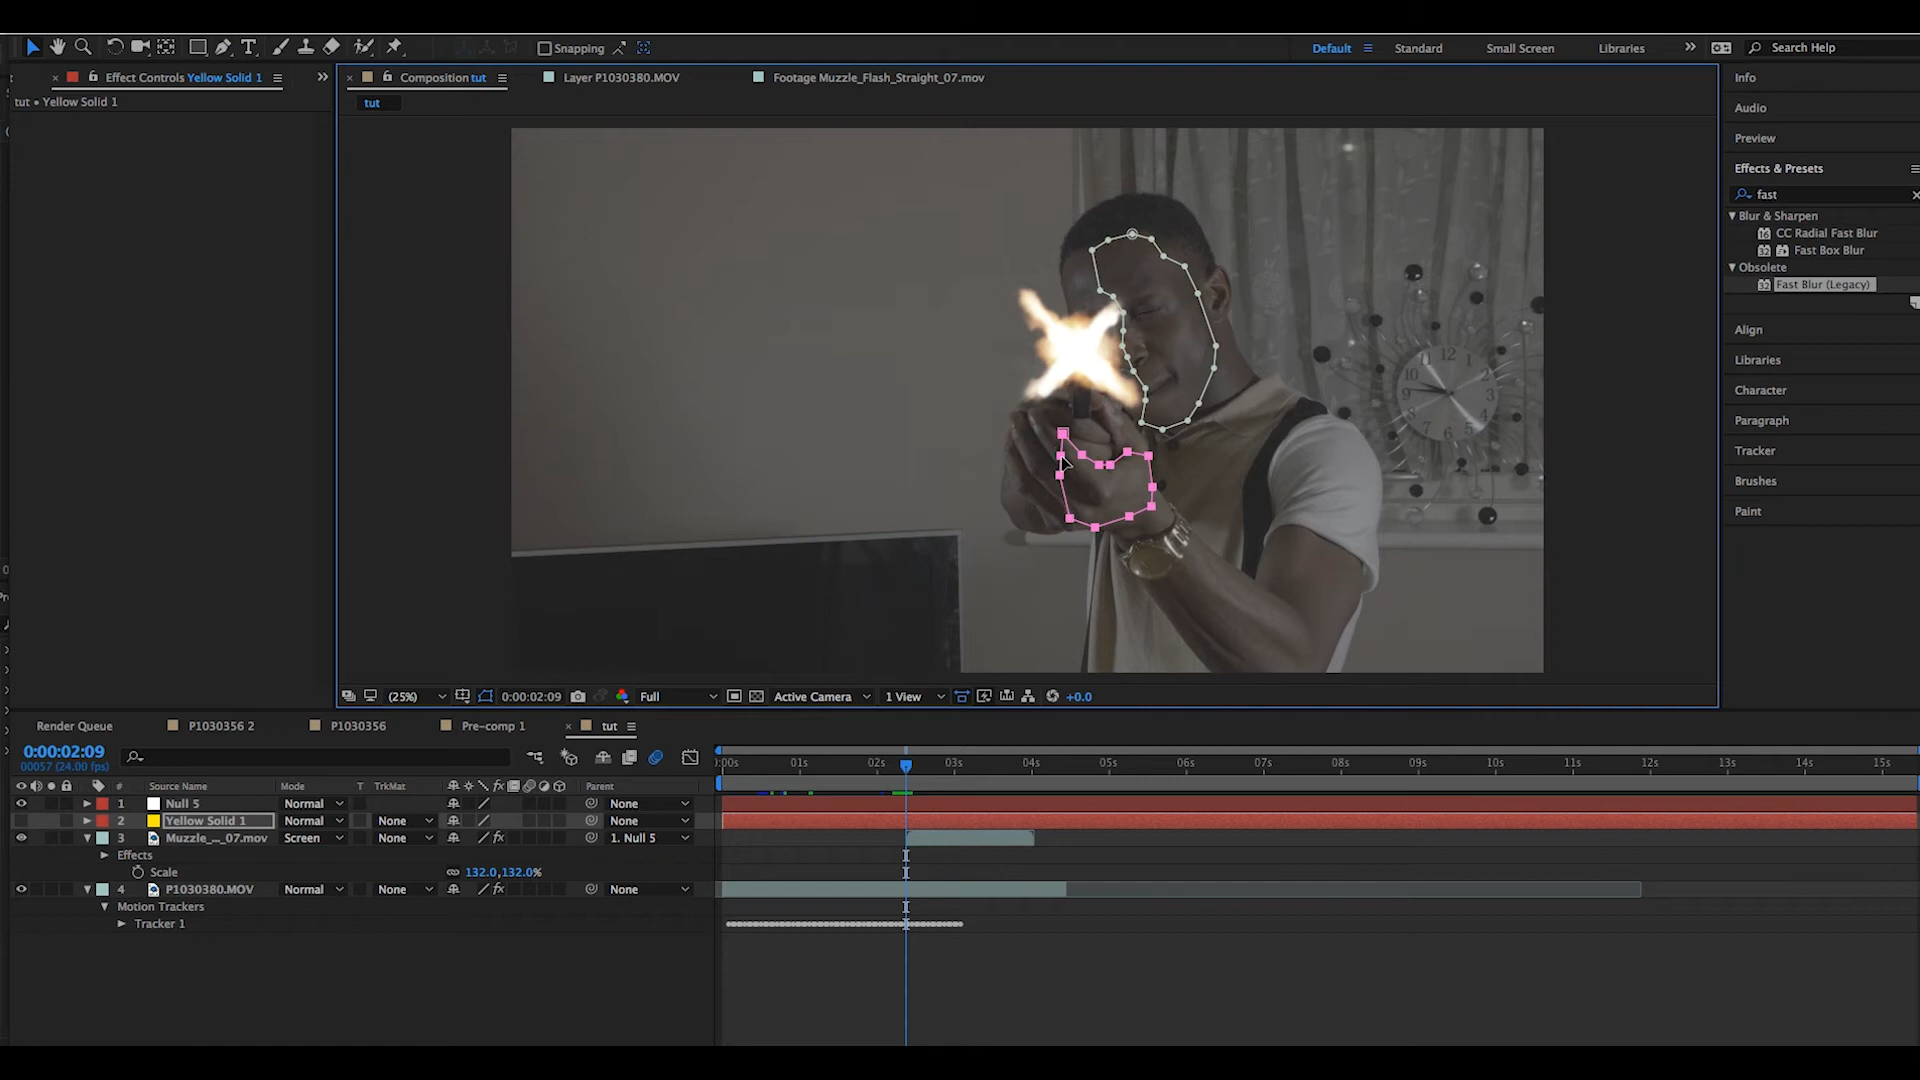 Snapping
Default
Standard
Small Screen
Libraries
Search Help
Effect Controls Yellow Solid 1
tut • Yellow Solid 1
Composition tut
Layer P1030380.MOV
Footage Muzzle_Flash_Straight_07.mov
tut
Info
Audio
Preview
Effects & Presets
fast
Blur & Sharpen
CC Radial Fast Blur
Fast Box Blur
Obsolete
Fast Blur (Legacy)
Align
Libraries
Character
Paragraph
Tracker
Brushes
Paint
(25%)
0:00:02:09
Full
Active Camera
1 View
+0.0
Render Queue
P1030356 2
P1030356
Pre-comp 1
tut
0:00:02:09
00057 (24.00 fps)
:00s 01s 02s 03s 04s 05s 06s 07s 08s 09s 10s 11s 12s 13s 14s 15s
# Source Name Mode T TrkMat Parent
1 Null 5 Normal None
2 Yellow Solid 1 Normal None None
3 Muzzle_..._07.mov Screen None 1. Null 5
Effects
Scale 132.0,132.0%
4 P1030380.MOV Normal None None
Motion Trackers
Tracker 1